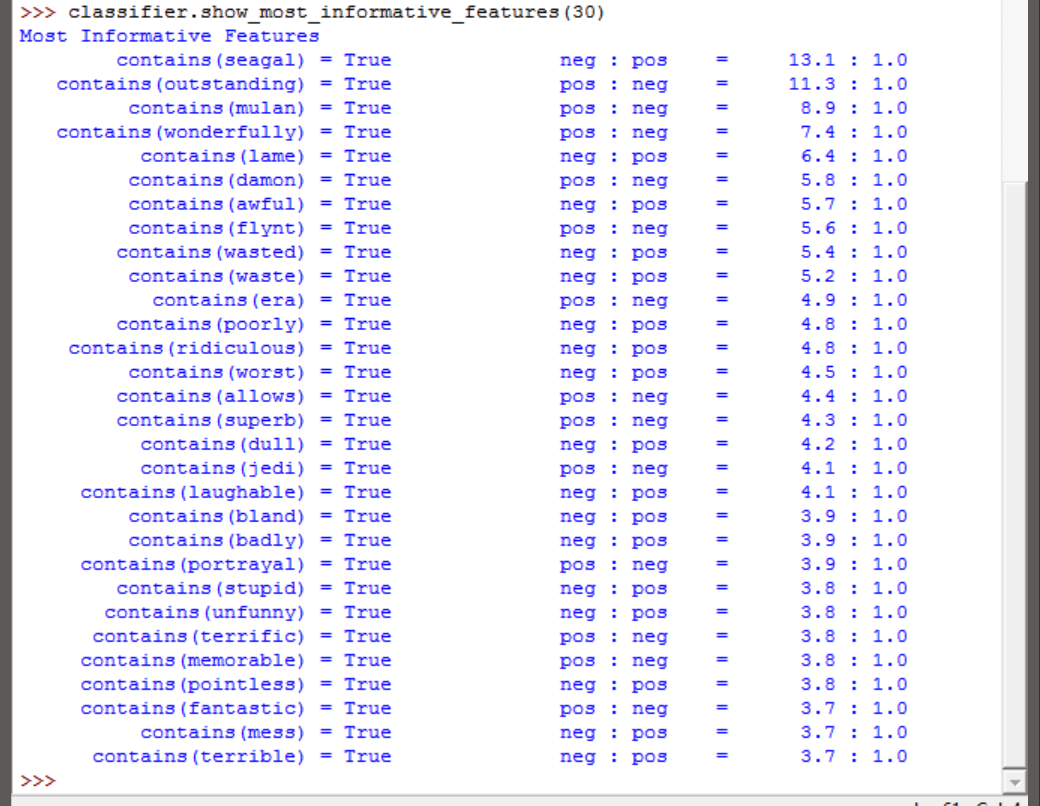 >>> classifier.show_most_informative_features(30)
Most Informative Features
contains(seagal) = True neg : pos = 13.1 : 1.0
contains(outstanding) = True pos : neg = 11.3 : 1.0
contains(mulan) = True pos : neg = 8.9 : 1.0
contains(wonderfully) = True pos : neg = 7.4 : 1.0
contains(lame) = True neg : pos = 6.4 : 1.0
contains(damon) = True pos : neg = 5.8 : 1.0
contains(awful) = True neg : pos = 5.7 : 1.0
contains(flynt) = True pos : neg = 5.6 : 1.0
contains(wasted) = True neg : pos = 5.4 : 1.0
contains(waste) = True neg : pos = 5.2 : 1.0
contains(era) = True pos : neg = 4.9 : 1.0
contains(poorly) = True neg : pos = 4.8 : 1.0
contains(ridiculous) = True neg : pos = 4.8 : 1.0
contains(worst) = True neg : pos = 4.5 : 1.0
contains(allows) = True pos : neg = 4.4 : 1.0
contains(superb) = True pos : neg = 4.3 : 1.0
contains(dull) = True neg : pos = 4.2 : 1.0
contains(jedi) = True pos : neg = 4.1 : 1.0
contains(laughable) = True neg : pos = 4.1 : 1.0
contains(bland) = True neg : pos = 3.9 : 1.0
contains(badly) = True neg : pos = 3.9 : 1.0
contains(portrayal) = True pos : neg = 3.9 : 1.0
contains(stupid) = True neg : pos = 3.8 : 1.0
contains(unfunny) = True neg : pos = 3.8 : 1.0
contains(terrific) = True pos : neg = 3.8 : 1.0
contains(memorable) = True pos : neg = 3.8 : 1.0
contains(pointless) = True neg : pos = 3.8 : 1.0
contains(fantastic) = True pos : neg = 3.7 : 1.0
contains(mess) = True neg : pos = 3.7 : 1.0
contains(terrible) = True neg : pos = 3.7 : 1.0
>>>